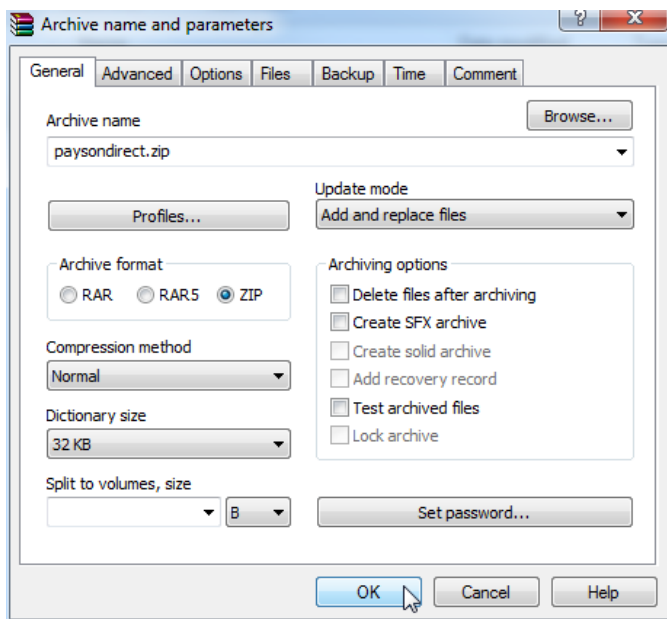 Archive name and parameters
?
X
General Advanced Options Files Backup Time Comment
Archive name
Browse...
paysondirect.zip
Update mode
Profiles...
Add and replace files
Archive format
RAR RAR5 ZIP
Archiving options
Delete files after archiving
Create SFX archive
Create solid archive
Add recovery record
Test archived files
Lock archive
Compression method
Normal
Dictionary size
32 KB
Split to volumes, size
B
Set password...
OK Cancel Help